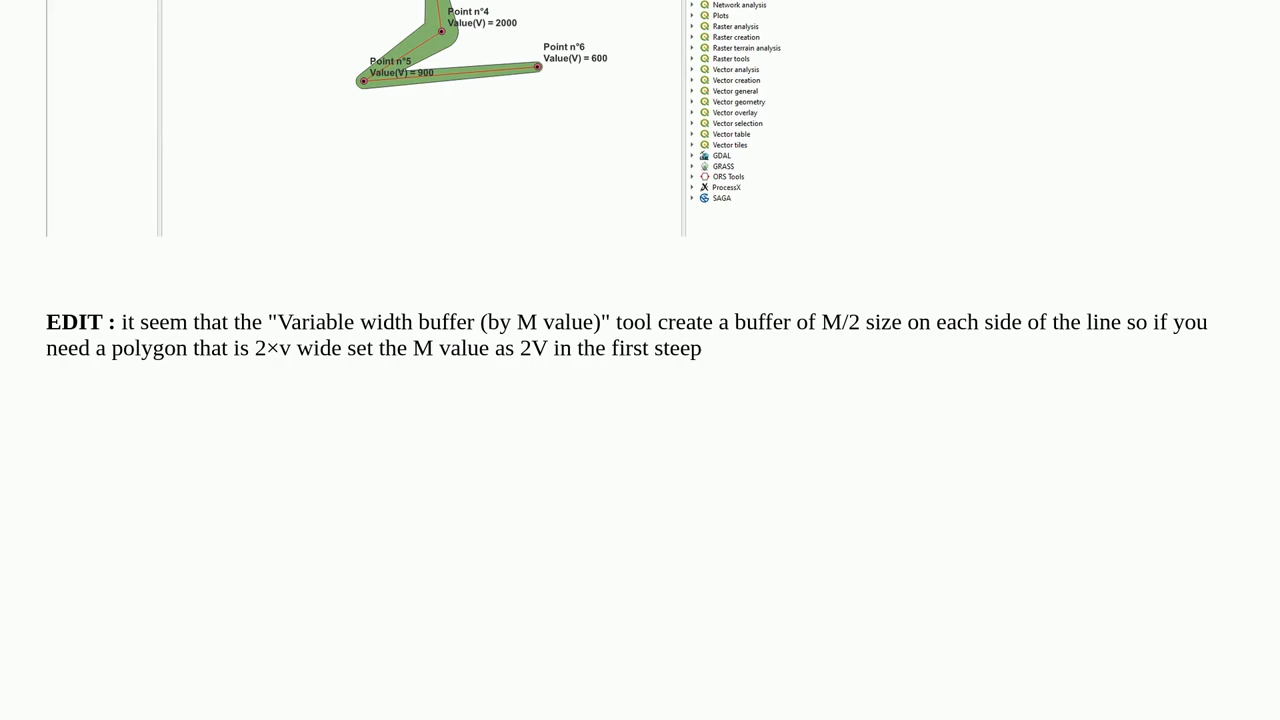 Point n°4
Value(V) = 2000
Point n°6
Value(V) = 600
Point n°5
Value(V) = 900
Network analysis
Plots
Raster analysis
Raster creation
Raster terrain analysis
Raster tools
Vector analysis
Vector creation
Vector general
Vector geometry
Vector overlay
Vector selection
Vector table
Vector tiles
GDAL
GRASS
ORS Tools
ProcessX
SAGA
EDIT : it seem that the "Variable width buffer (by M value)" tool create a buffer of M/2 size on each side of the line so if you
need a polygon that is 2×v wide set the M value as 2V in the first steep